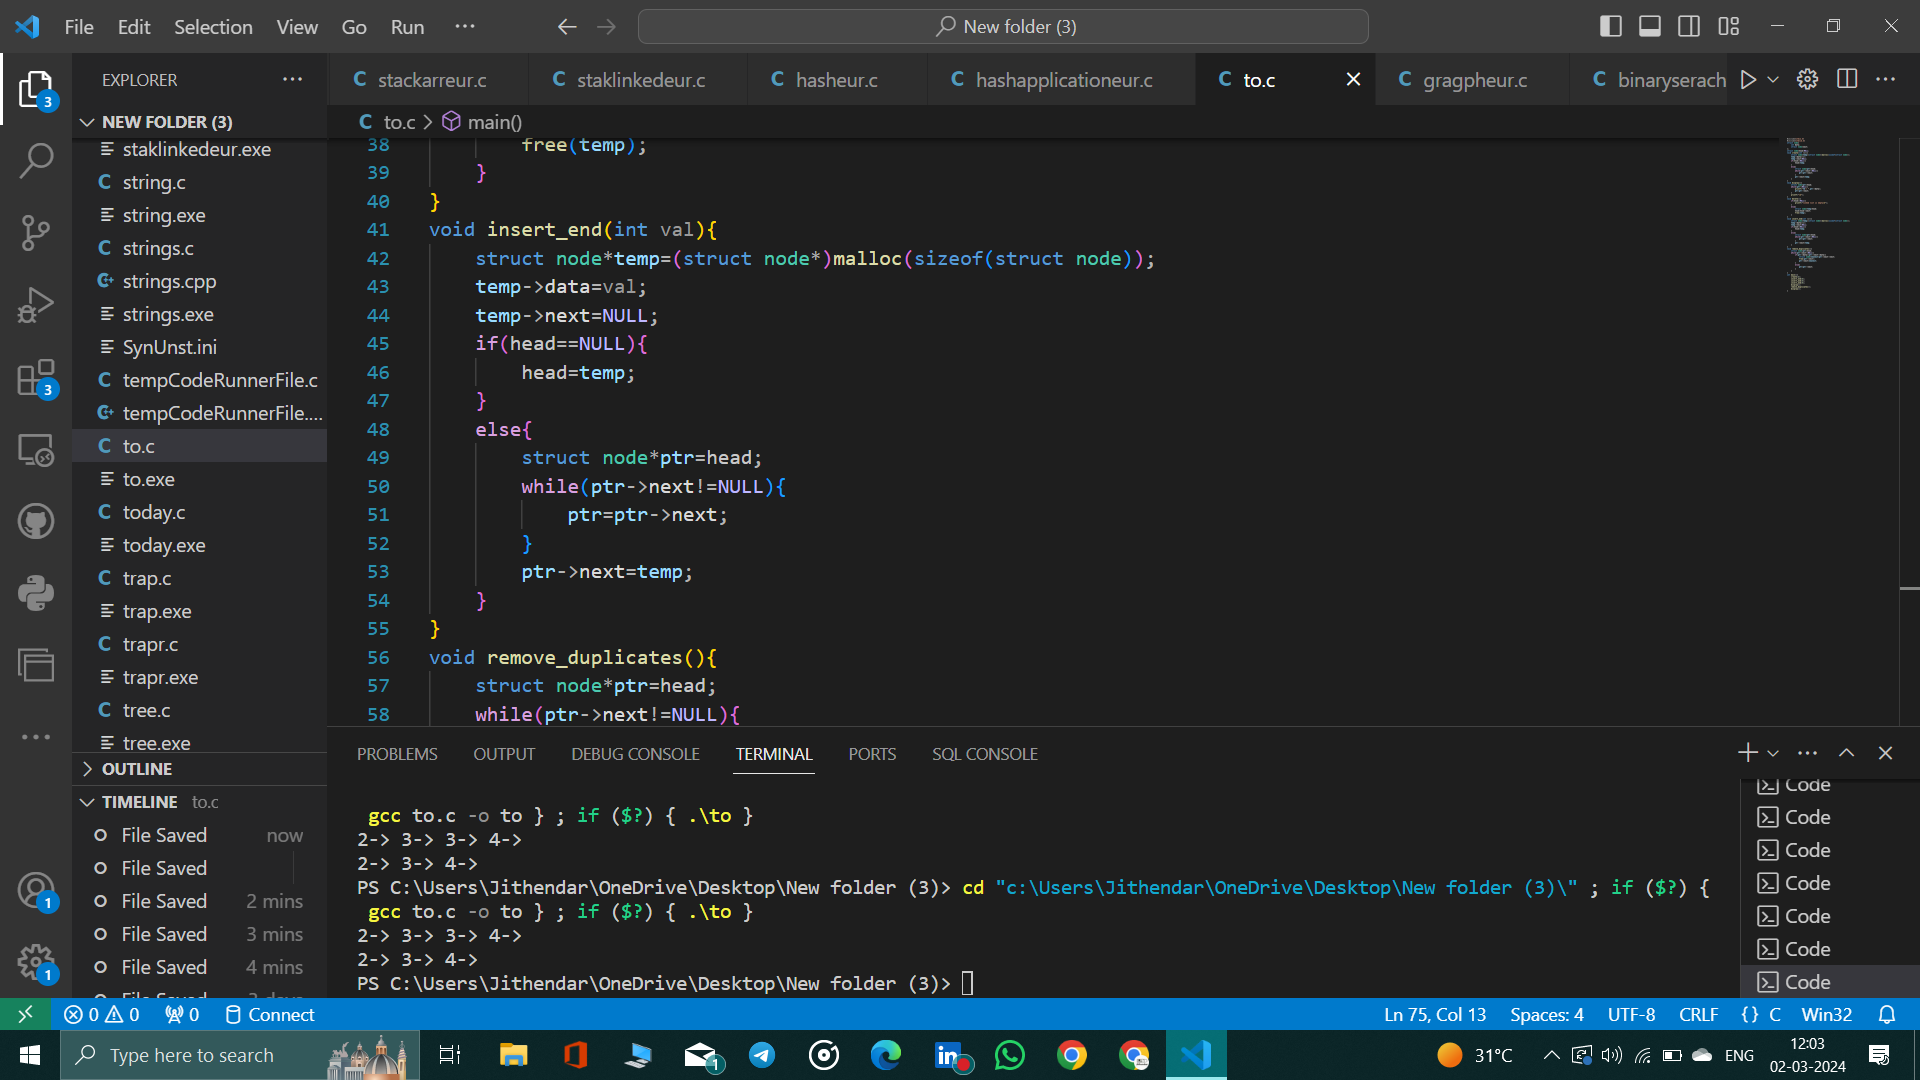 File Edit Selection View Go Run ··· New folder (3)
EXPLORER ···
stackarreur.c staklinkedeur.c hasheur.c hashapplicationeur.c to.c gragpheur.c binaryserach
NEW FOLDER (3)
to.c > main()
staklinkedeur.exe
string.c
string.exe
strings.c
strings.cpp
strings.exe
SynUnst.ini
tempCodeRunnerFile.c
tempCodeRunnerFile....
to.c
to.exe
today.c
today.exe
trap.c
trap.exe
trapr.c
trapr.exe
tree.c
tree.exe
OUTLINE
TIMELINE to.c
File Saved now
File Saved
File Saved 2 mins
File Saved 3 mins
File Saved 4 mins
38 free(temp);
39 }
40 }
41 void insert_end(int val){
42 struct node*temp=(struct node*)malloc(sizeof(struct node));
43 temp->data=val;
44 temp->next=NULL;
45 if(head==NULL){
46 head=temp;
47 }
48 else{
49 struct node*ptr=head;
50 while(ptr->next!=NULL){
51 ptr=ptr->next;
52 }
53 ptr->next=temp;
54 }
55 }
56 void remove_duplicates(){
57 struct node*ptr=head;
58 while(ptr->next!=NULL){
PROBLEMS OUTPUT DEBUG CONSOLE TERMINAL PORTS SQL CONSOLE
gcc to.c -o to } ; if ($?) { .\to }
2-> 3-> 3-> 4->
2-> 3-> 4->
PS C:\Users\Jithendar\OneDrive\Desktop\New folder (3)> cd "c:\Users\Jithendar\OneDrive\Desktop\New folder (3)\" ; if ($?) {
gcc to.c -o to } ; if ($?) { .\to }
2-> 3-> 3-> 4->
2-> 3-> 4->
PS C:\Users\Jithendar\OneDrive\Desktop\New folder (3)>
Code
Code
Code
Code
Code
Code
Code
0 0 0 Connect Ln 75, Col 13 Spaces: 4 UTF-8 CRLF {} C Win32
Type here to search 31°C ENG 12:03
02-03-2024